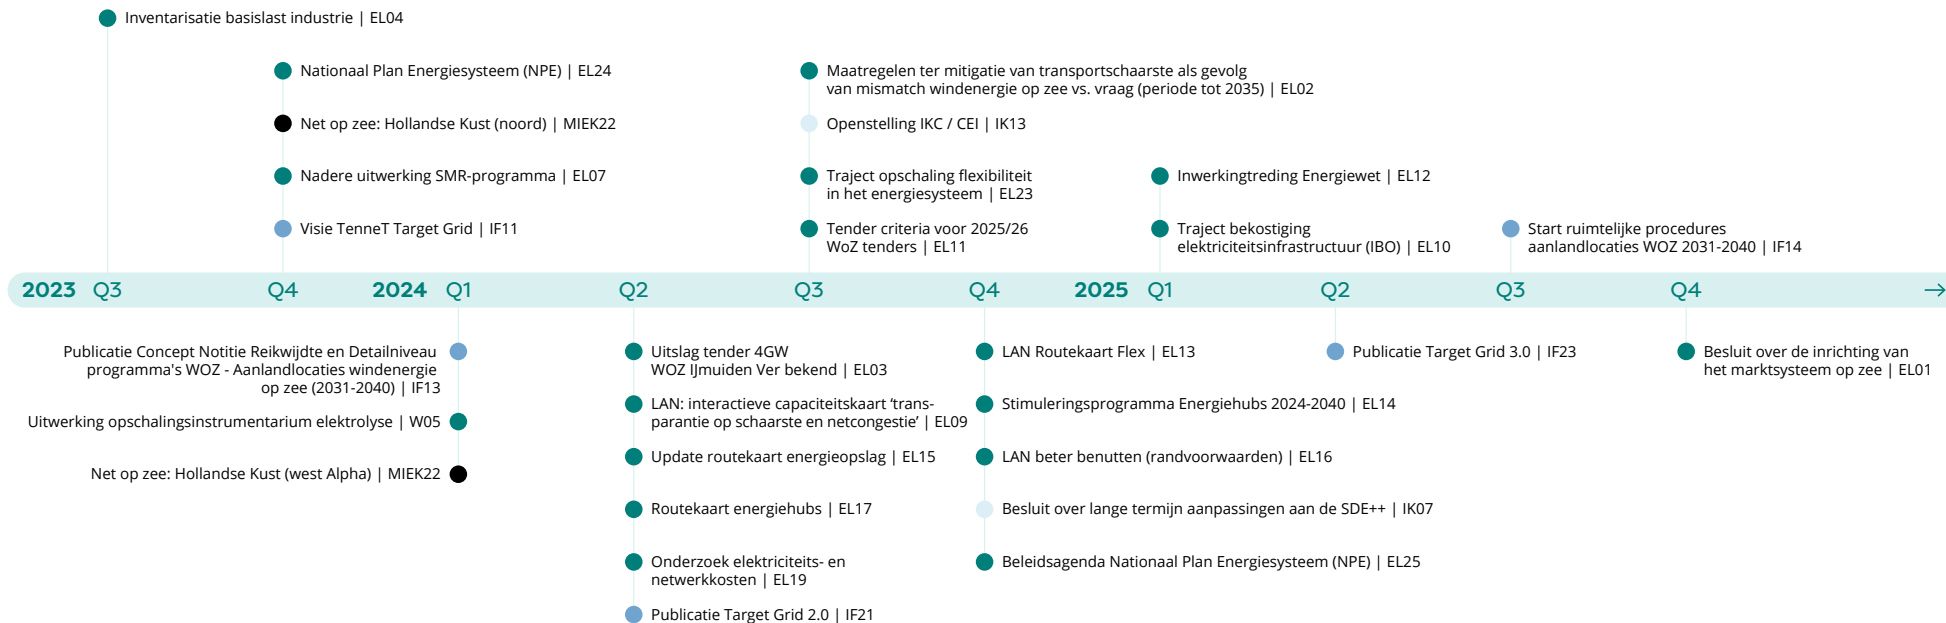 Inventarisatie basislast industrie | EL04
Nationaal Plan Energiesysteem (NPE) | EL24
Net op zee: Hollandse Kust (noord) | MIEK22
Nadere uitwerking SMR-programma | EL07
Visie TenneT Target Grid | IF11
Maatregelen ter mitigatie van transportschaarste als gevolg
van mismatch windenergie op zee vs. vraag (periode tot 2035) | EL02
Openstelling IKC / CEI | IK13
Traject opschaling flexibiliteit
in het energiesysteem | EL23
Tender criteria voor 2025/26
WoZ tenders | EL11
Inwerkingtreding Energiewet | EL12
Traject bekostiging
elektriciteitsinfrastructuur (IBO) | EL10
Start ruimtelijke procedures
aanlandlocaties WOZ 2031-2040 | IF14
2023 Q3 Q4 2024 Q1 Q2 Q3 Q4 2025 Q1 Q2 Q3 Q4 →
Publicatie Concept Notitie Reikwijdte en Detailniveau
programma's WOZ - Aanlandlocaties windenergie
op zee (2031-2040) | IF13
Uitwerking opschalingsinstrumentarium elektrolyse | W05
Net op zee: Hollandse Kust (west Alpha) | MIEK22
Uitslag tender 4GW
WOZ IJmuiden Ver bekend | EL03
LAN: interactieve capaciteitskaart ‘trans-
parantie op schaarste en netcongestie’ | EL09
Update routekaart energieopslag | EL15
Routekaart energiehubs | EL17
Onderzoek elektriciteits- en
netwerkkosten | EL19
Publicatie Target Grid 2.0 | IF21
LAN Routekaart Flex | EL13
Stimuleringsprogramma Energiehubs 2024-2040 | EL14
LAN beter benutten (randvoorwaarden) | EL16
Besluit over lange termijn aanpassingen aan de SDE++ | IK07
Beleidsagenda Nationaal Plan Energiesysteem (NPE) | EL25
Publicatie Target Grid 3.0 | IF23
Besluit over de inrichting van
het marktsysteem op zee | EL01